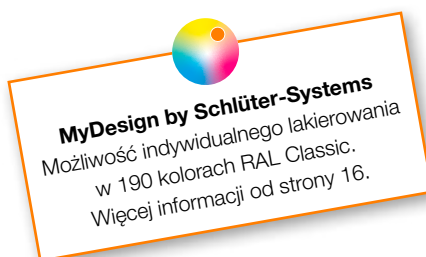 MyDesign by Schlüter-Systems
Możliwość indywidualnego lakierowania
w 190 kolorach RAL Classic.
Więcej informacji od strony 16.